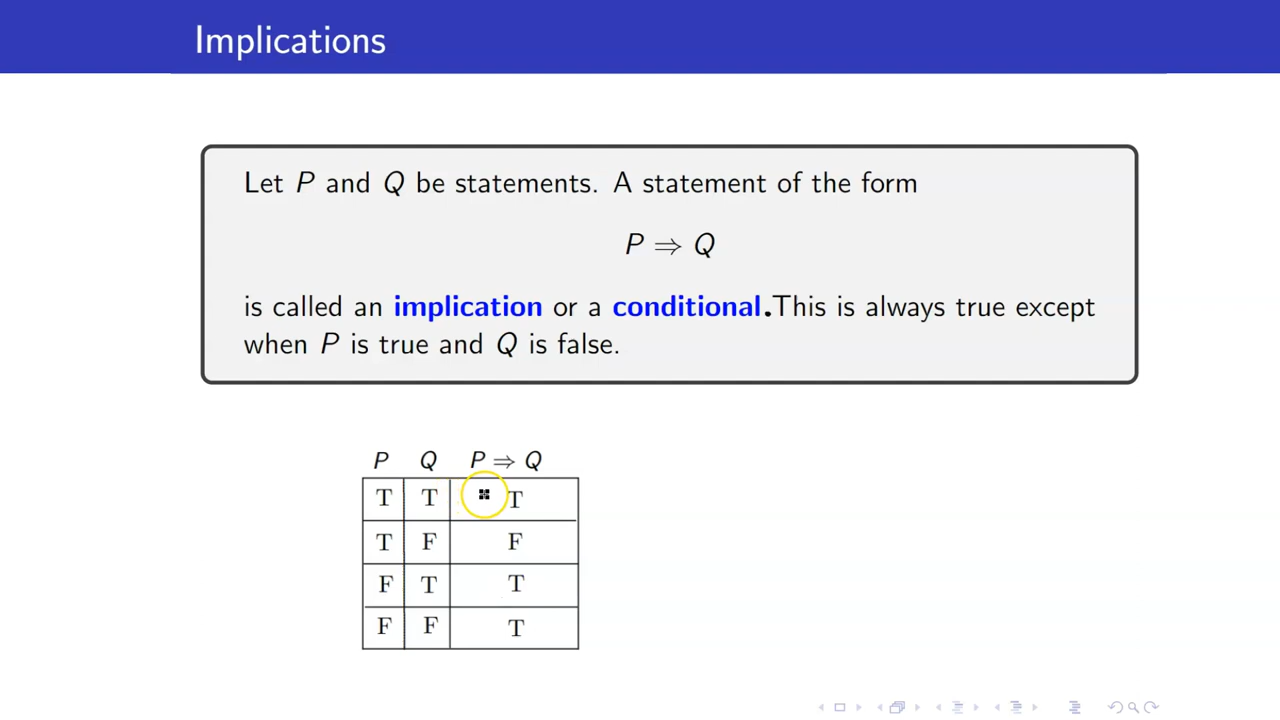 Implications
Let P and Q be statements. A statement of the form
P ⇒ Q
is called an implication or a conditional.This is always true except
when P is true and Q is false.
P Q P ⇒ Q
T T T
T F F
F T T
F F T